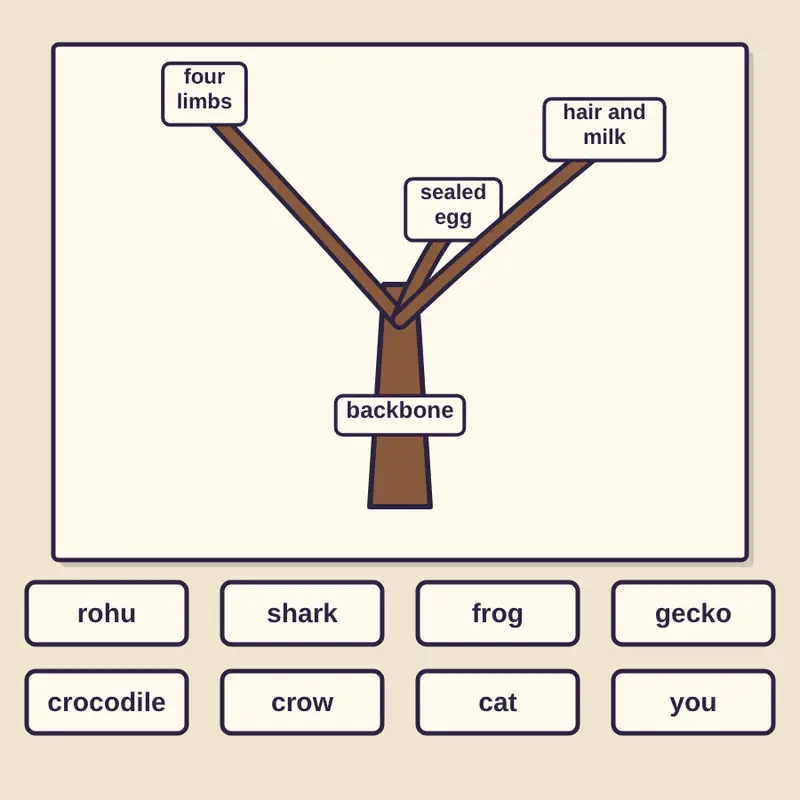 four
limbs
hair and
milk
sealed
egg
backbone
rohu
shark
frog
gecko
crocodile
crow
cat
you